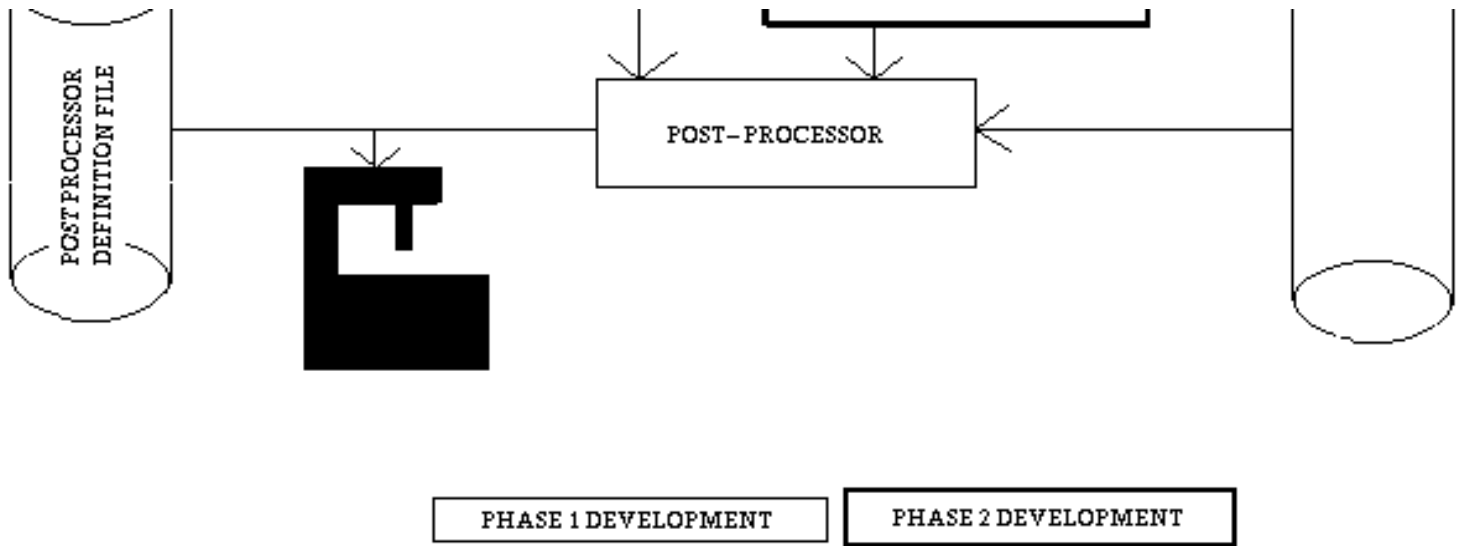 POST PROCESSOR
DEFINITION FILE
POST–PROCESSOR
PHASE 1 DEVELOPMENT
PHASE 2 DEVELOPMENT